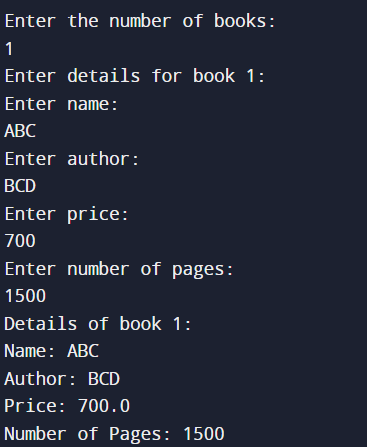 Enter the number of books:
1
Enter details for book 1:
Enter name:
ABC
Enter author:
BCD
Enter price:
700
Enter number of pages:
1500
Details of book 1:
Name: ABC
Author: BCD
Price: 700.0
Number of Pages: 1500